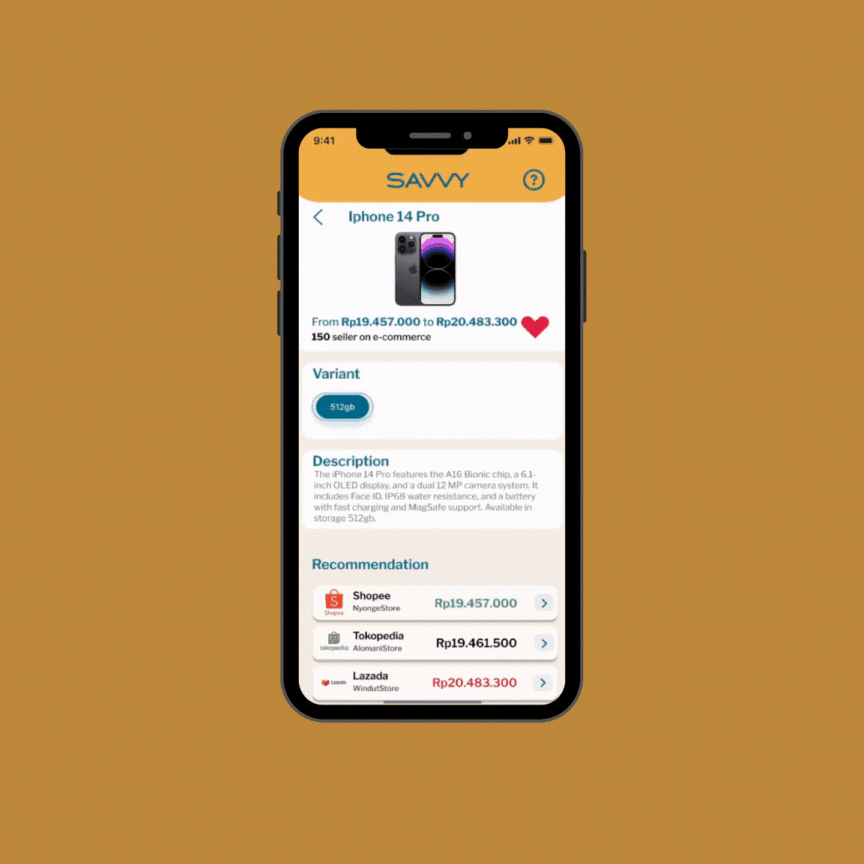 9:41
SAVVY
?
Iphone 14 Pro
From Rp19.457.000 to Rp20.483.300
150 seller on e-commerce
Variant
512gb
Description
The iPhone 14 Pro features the A16 Bionic chip, a 6.1-
inch OLED display, and a dual 12 MP camera system. It
includes Face ID, IP68 water resistance, and a battery
with fast charging and MagSafe support. Available in
storage 512gb.
Recommendation
Shopee
NyongeStore
Rp19.457.000
S
Shopee
Tokopedia
AlomaniStore
Rp19.461.500
tokopedia
Lazada
WindutStore
Rp20.483.300
Lazada